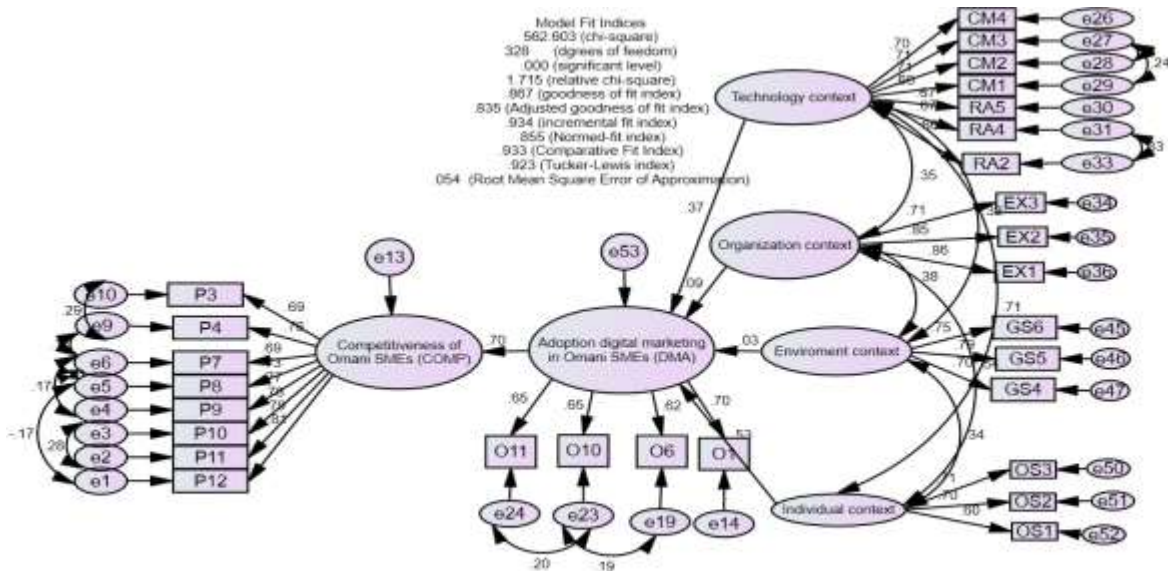 Model Fit Indices
562.603 (chi-square)
328 (dgrees of feedom)
.000 (significant level)
1.715 (relative chi-square)
.867 (goodness of fit index)
.835 (Adjusted goodness of fit index)
.934 (incremental fit index)
.855 (Normed-fit index)
.933 (Comparative Fit Index)
.923 (Tucker-Lewis index)
.054 (Root Mean Square Error of Approximation)
Technology context
CM4 e26
CM3 e27
CM2 e28
CM1 e29
RA5 e30
RA4 e31
RA2 e33
.70
.71
.24
.35
.37
Organization context
.71
.85
.86
EX3 e34
EX2 e35
EX1 e36
.38
.09
Enviroment context
.03
.71
.75
.70
GS6 e45
GS5 e46
GS4 e47
.34
Individual context
.70
.60
OS3 e50
OS2 e51
OS1 e52
e53
Adoption digital marketing
in Omani SMEs (DMA)
.53
.70
.65
.65
.62
.70
O11
O10
O6
O1
e24
e23
e19
e14
.20
.19
e13
Competitiveness of
Omani SMEs (COMP)
.69
.69
e10 P3
e9 P4
e6 P7
e5 P8
e4 P9
e3 P10
e2 P11
e1 P12
.29
.17
-.17
.28